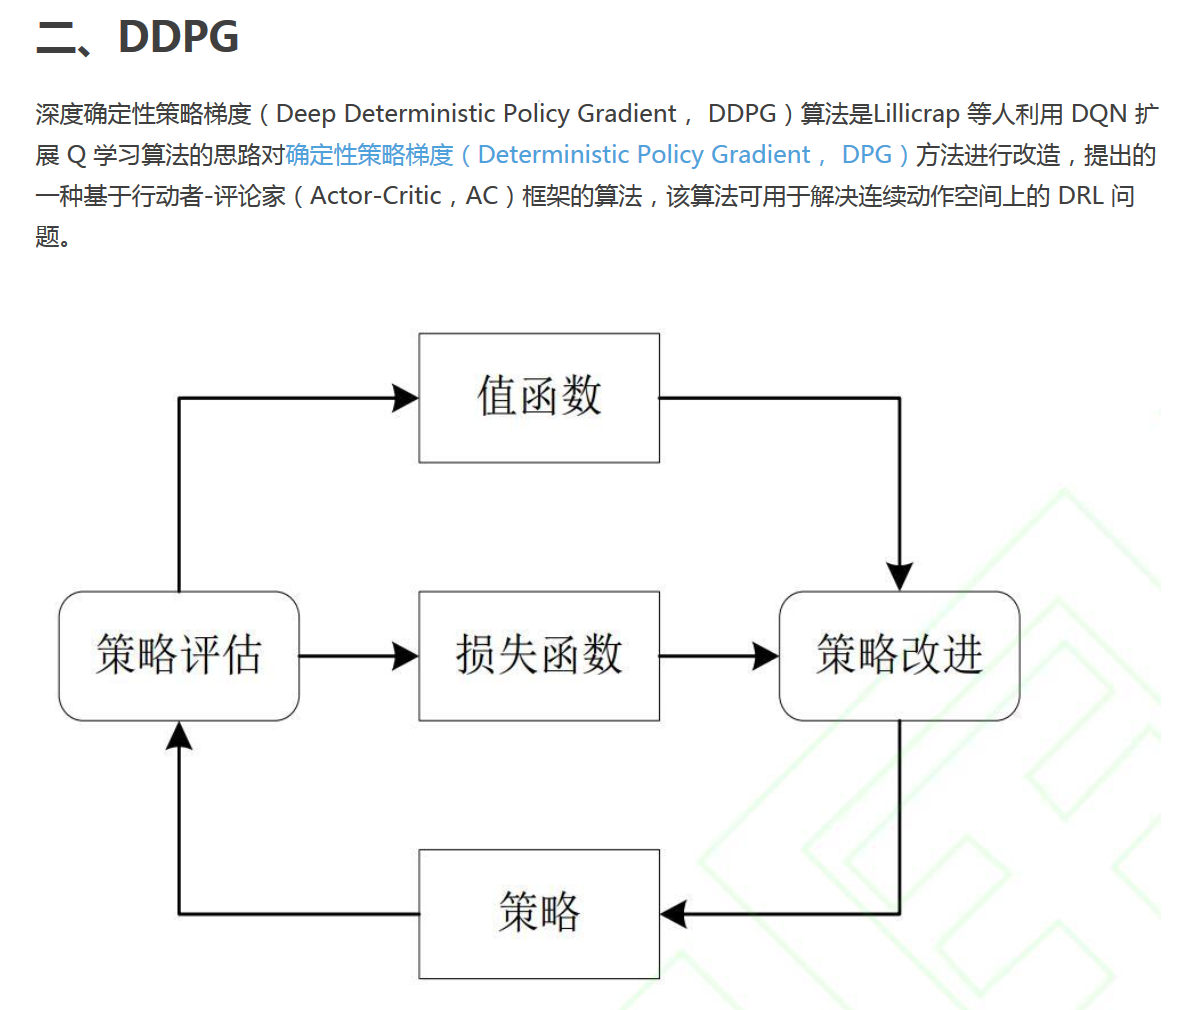 二、DDPG
深度确定性策略梯度（Deep Deterministic Policy Gradient， DDPG）算法是Lillicrap 等人利用 DQN 扩
展 Q 学习算法的思路对确定性策略梯度（Deterministic Policy Gradient， DPG）方法进行改造，提出的
一种基于行动者-评论家（Actor-Critic，AC）框架的算法，该算法可用于解决连续动作空间上的 DRL 问
题。
值函数
策略评估
损失函数
策略改进
策略